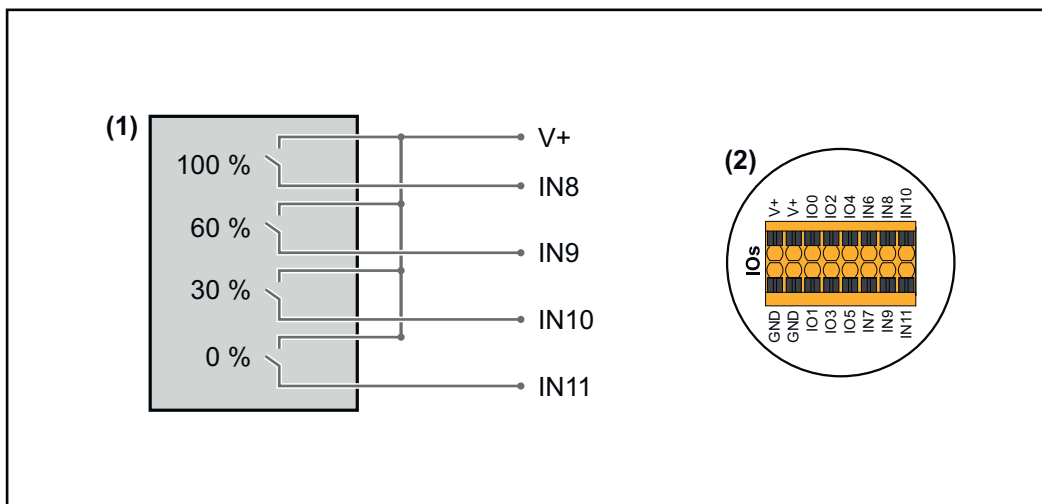 (1)
100 %
60 %
30 %
0 %
V+
IN8
IN9
IN10
IN11
(2)
V+ V+ IO0 IO2 IO4 IN6 IN8 IN10
IOs
GND GND IO1 IO3 IO5 IN7 IN9 IN11